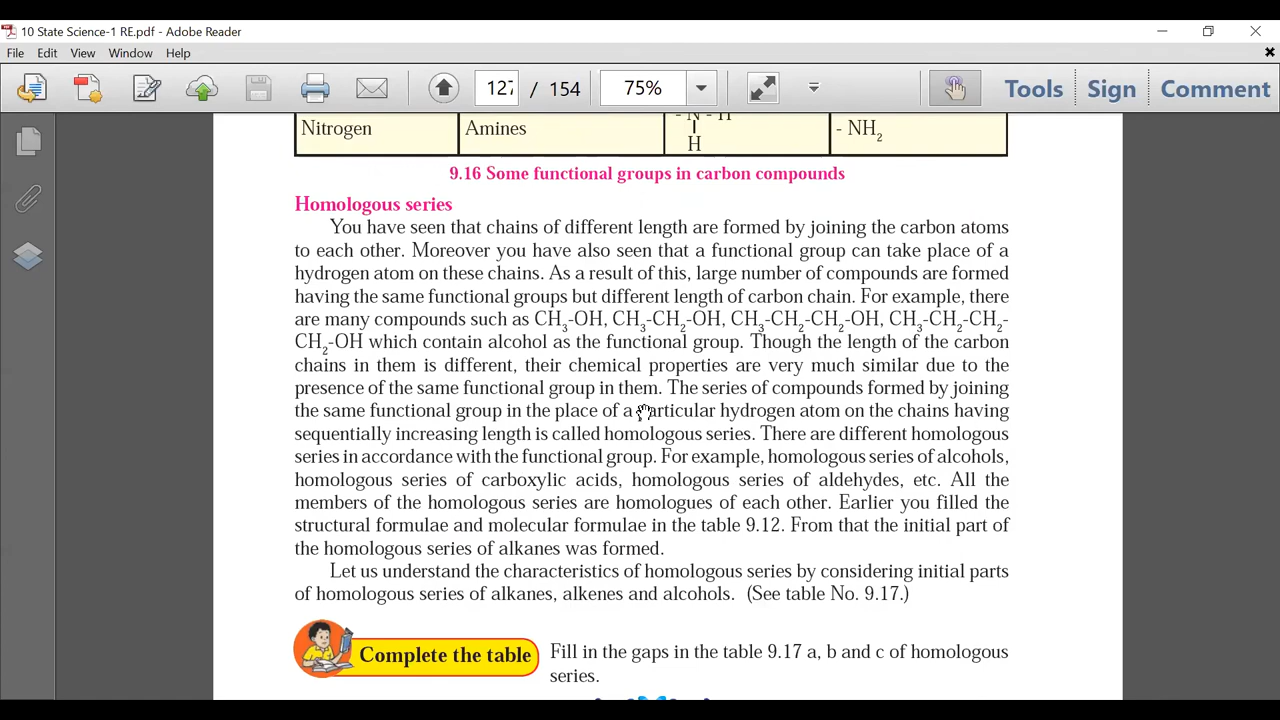 10 State Science-1 RE.pdf - Adobe Reader
File Edit View Window Help
127 / 154 75% Tools Sign Comment
- N - H
Nitrogen Amines - NH2
H
9.16 Some functional groups in carbon compounds
Homologous series
You have seen that chains of different length are formed by joining the carbon atoms
to each other. Moreover you have also seen that a functional group can take place of a
hydrogen atom on these chains. As a result of this, large number of compounds are formed
having the same functional groups but different length of carbon chain. For example, there
are many compounds such as CH3-OH, CH3-CH2-OH, CH3-CH2-CH2-OH, CH3-CH2-CH2-
CH2-OH which contain alcohol as the functional group. Though the length of the carbon
chains in them is different, their chemical properties are very much similar due to the
presence of the same functional group in them. The series of compounds formed by joining
the same functional group in the place of a particular hydrogen atom on the chains having
sequentially increasing length is called homologous series. There are different homologous
series in accordance with the functional group. For example, homologous series of alcohols,
homologous series of carboxylic acids, homologous series of aldehydes, etc. All the
members of the homologous series are homologues of each other. Earlier you filled the
structural formulae and molecular formulae in the table 9.12. From that the initial part of
the homologous series of alkanes was formed.
Let us understand the characteristics of homologous series by considering initial parts
of homologous series of alkanes, alkenes and alcohols. (See table No. 9.17.)
Complete the table
Fill in the gaps in the table 9.17 a, b and c of homologous
series.